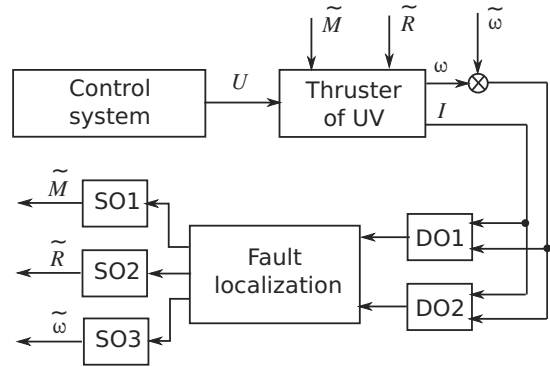 M̃
R̃
ω̃
Control
system
U
Thruster
of UV
ω
I
M̃
SO1
R̃
SO2
ω̃
SO3
Fault
localization
DO1
DO2